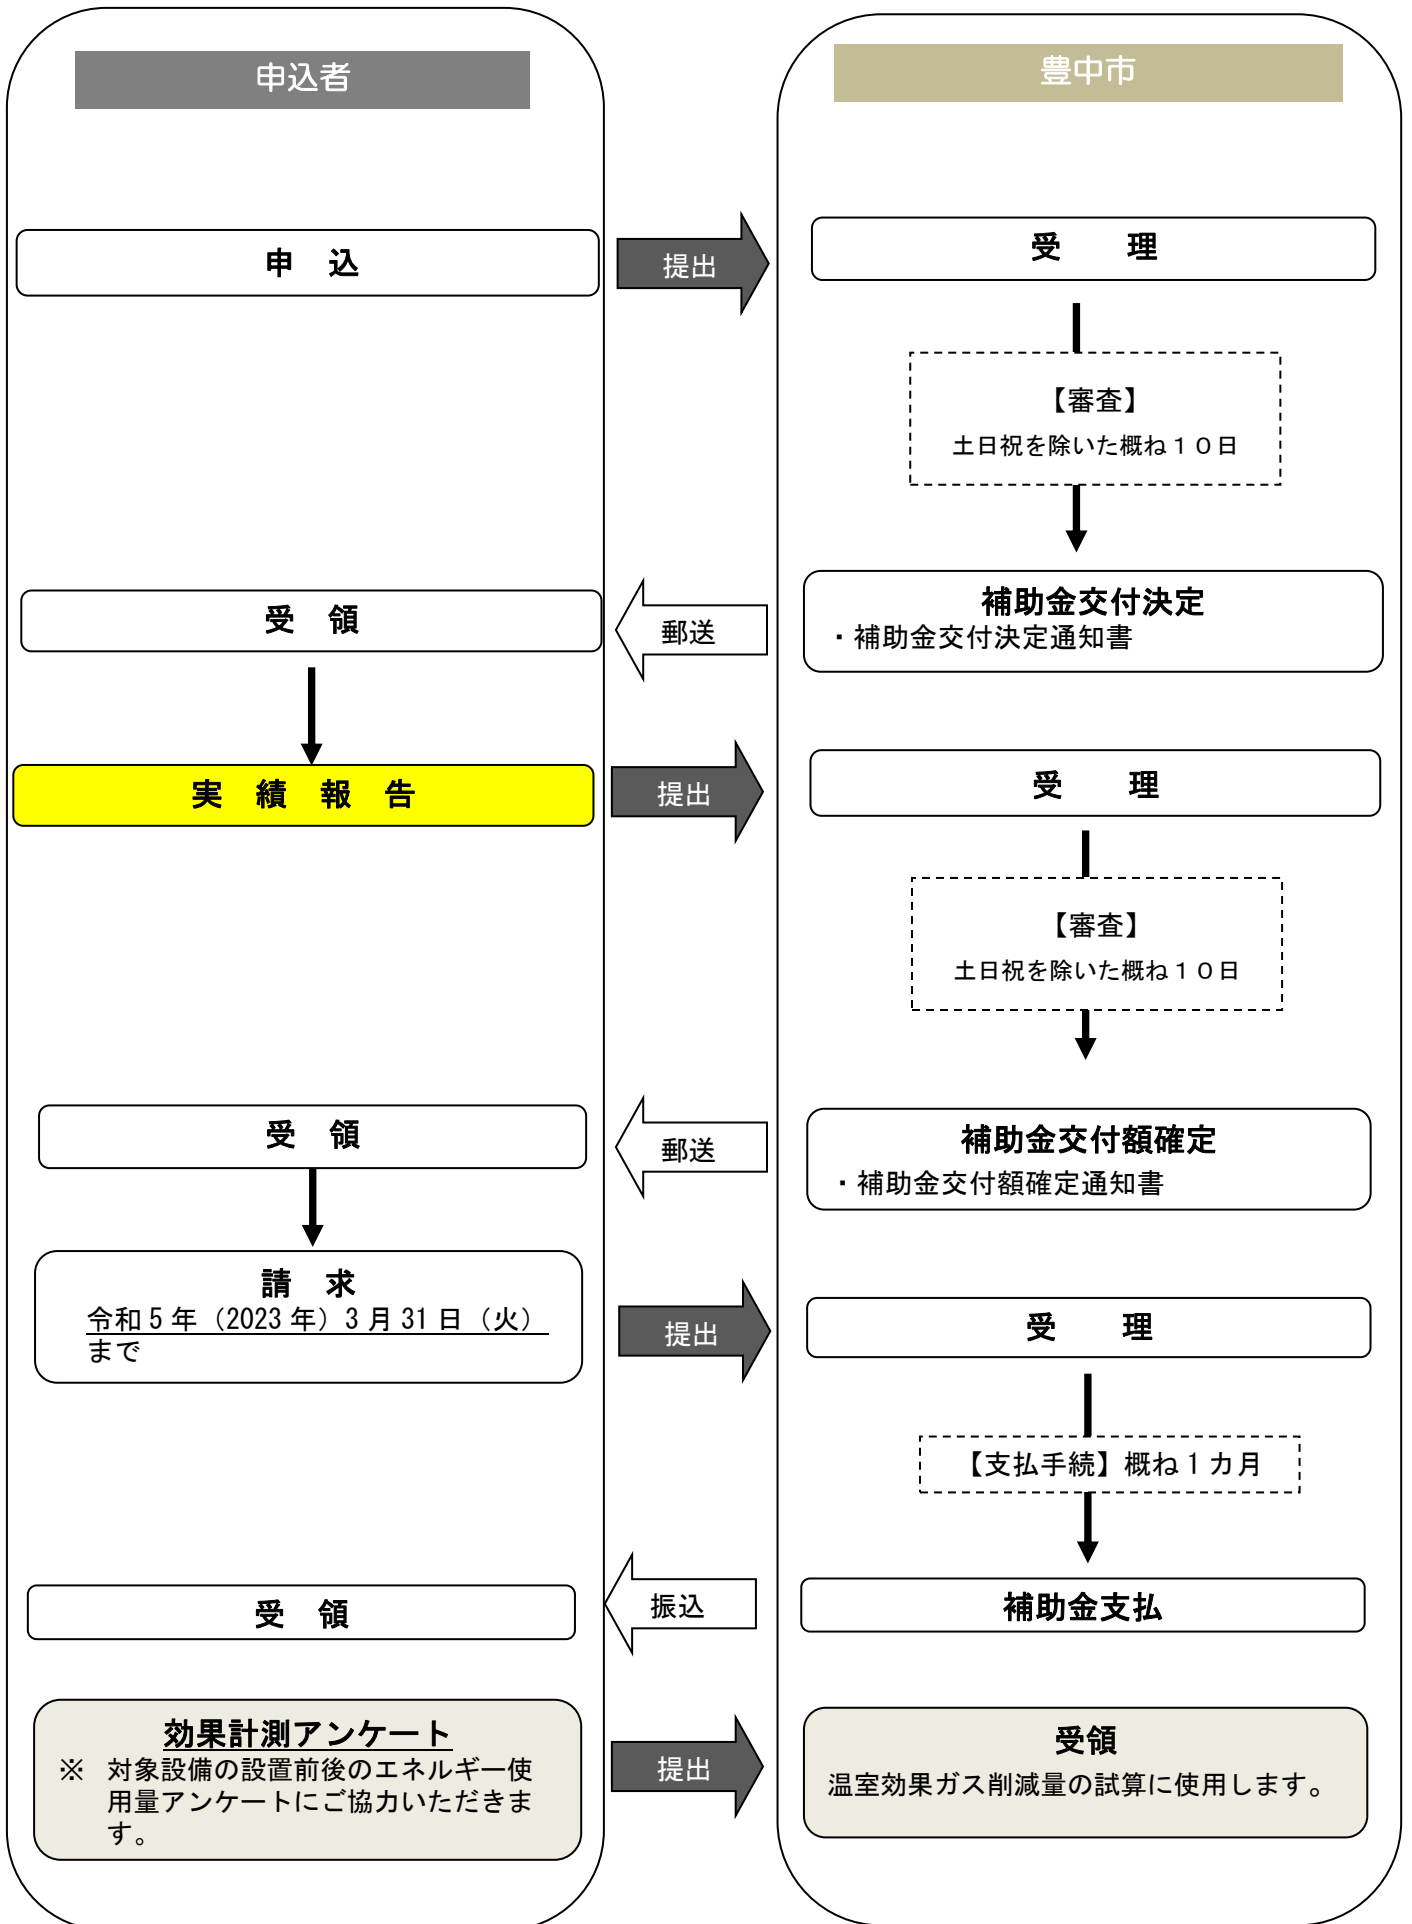 申込者
豊中市
申　込
提出
受　　理
【審査】
土日祝を除いた概ね１０日
受　領
郵送
補助金交付決定
・補助金交付決定通知書
実　績　報　告
提出
受　　理
【審査】
土日祝を除いた概ね１０日
受　領
郵送
補助金交付額確定
・補助金交付額確定通知書
請　求
令和５年（2023 年）3 月 31 日（火）
まで
提出
受　　理
【支払手続】概ね１カ月
受　領
振込
補助金支払
効果計測アンケート
※　対象設備の設置前後のエネルギー使
用量アンケートにご協力いただきま
す。
提出
受領
温室効果ガス削減量の試算に使用します。